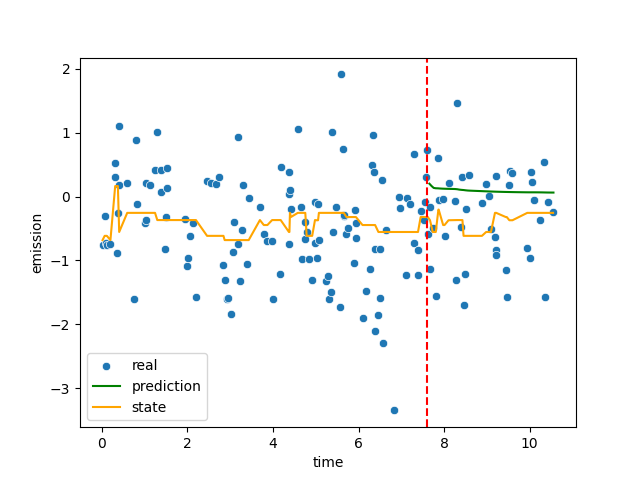 2
1
0
−1
−2
−3
emission
real
prediction
state
0 2 4 6 8 10
time